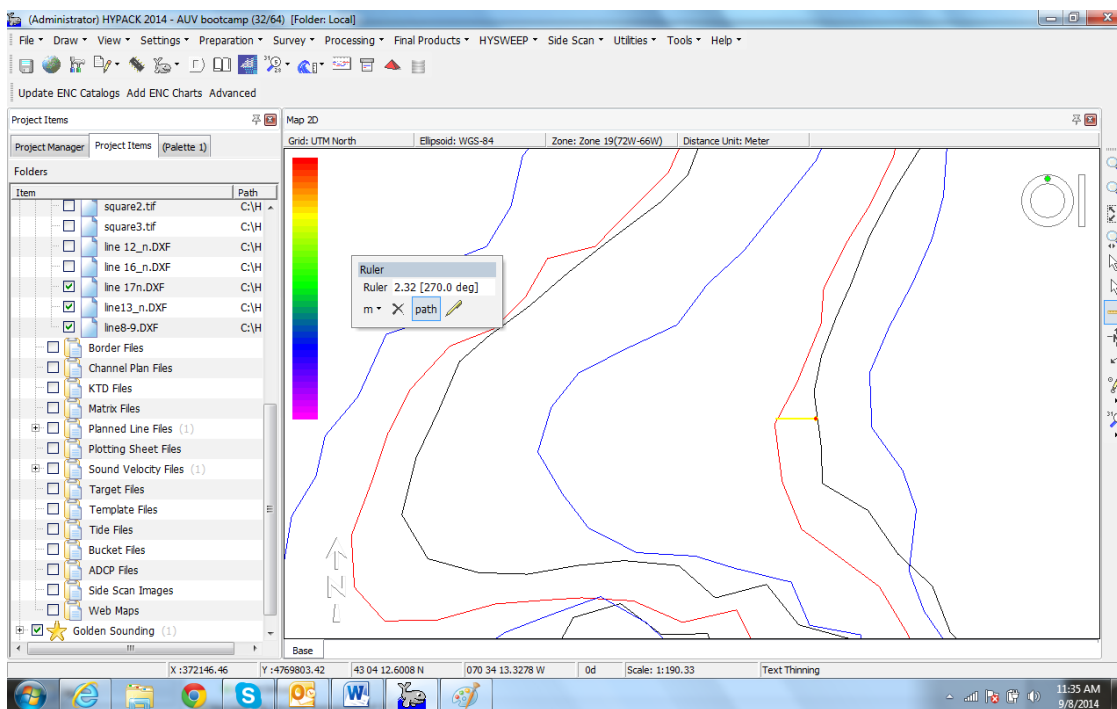 (Administrator) HYPACK 2014 - AUV bootcamp (32/64) [Folder: Local]
File Draw View Settings Preparation Survey Processing Final Products HYSWEEP Side Scan Utilities Tools Help
Update ENC Catalogs Add ENC Charts Advanced
Project Items
Map 2D
Project Manager Project Items (Palette 1)
Grid: UTM North Ellipsoid: WGS-84 Zone: Zone 19(72W-66W) Distance Unit: Meter
Folders
Item Path
square2.tif C:\H
square3.tif C:\H
line 12_n.DXF C:\H
line 16_n.DXF C:\H
line 17n.DXF C:\H
line13_n.DXF C:\H
line8-9.DXF C:\H
Border Files
Channel Plan Files
KTD Files
Matrix Files
Planned Line Files (1)
Plotting Sheet Files
Sound Velocity Files (1)
Target Files
Template Files
Tide Files
Bucket Files
ADCP Files
Side Scan Images
Web Maps
Golden Sounding (1)
Ruler
Ruler 2.32 [270.0 deg]
m path
N
Base
X :372146.46 Y :4769803.42 43 04 12.6008 N 070 34 13.3278 W 0d Scale: 1:190.33 Text Thinning
11:35 AM
9/8/2014